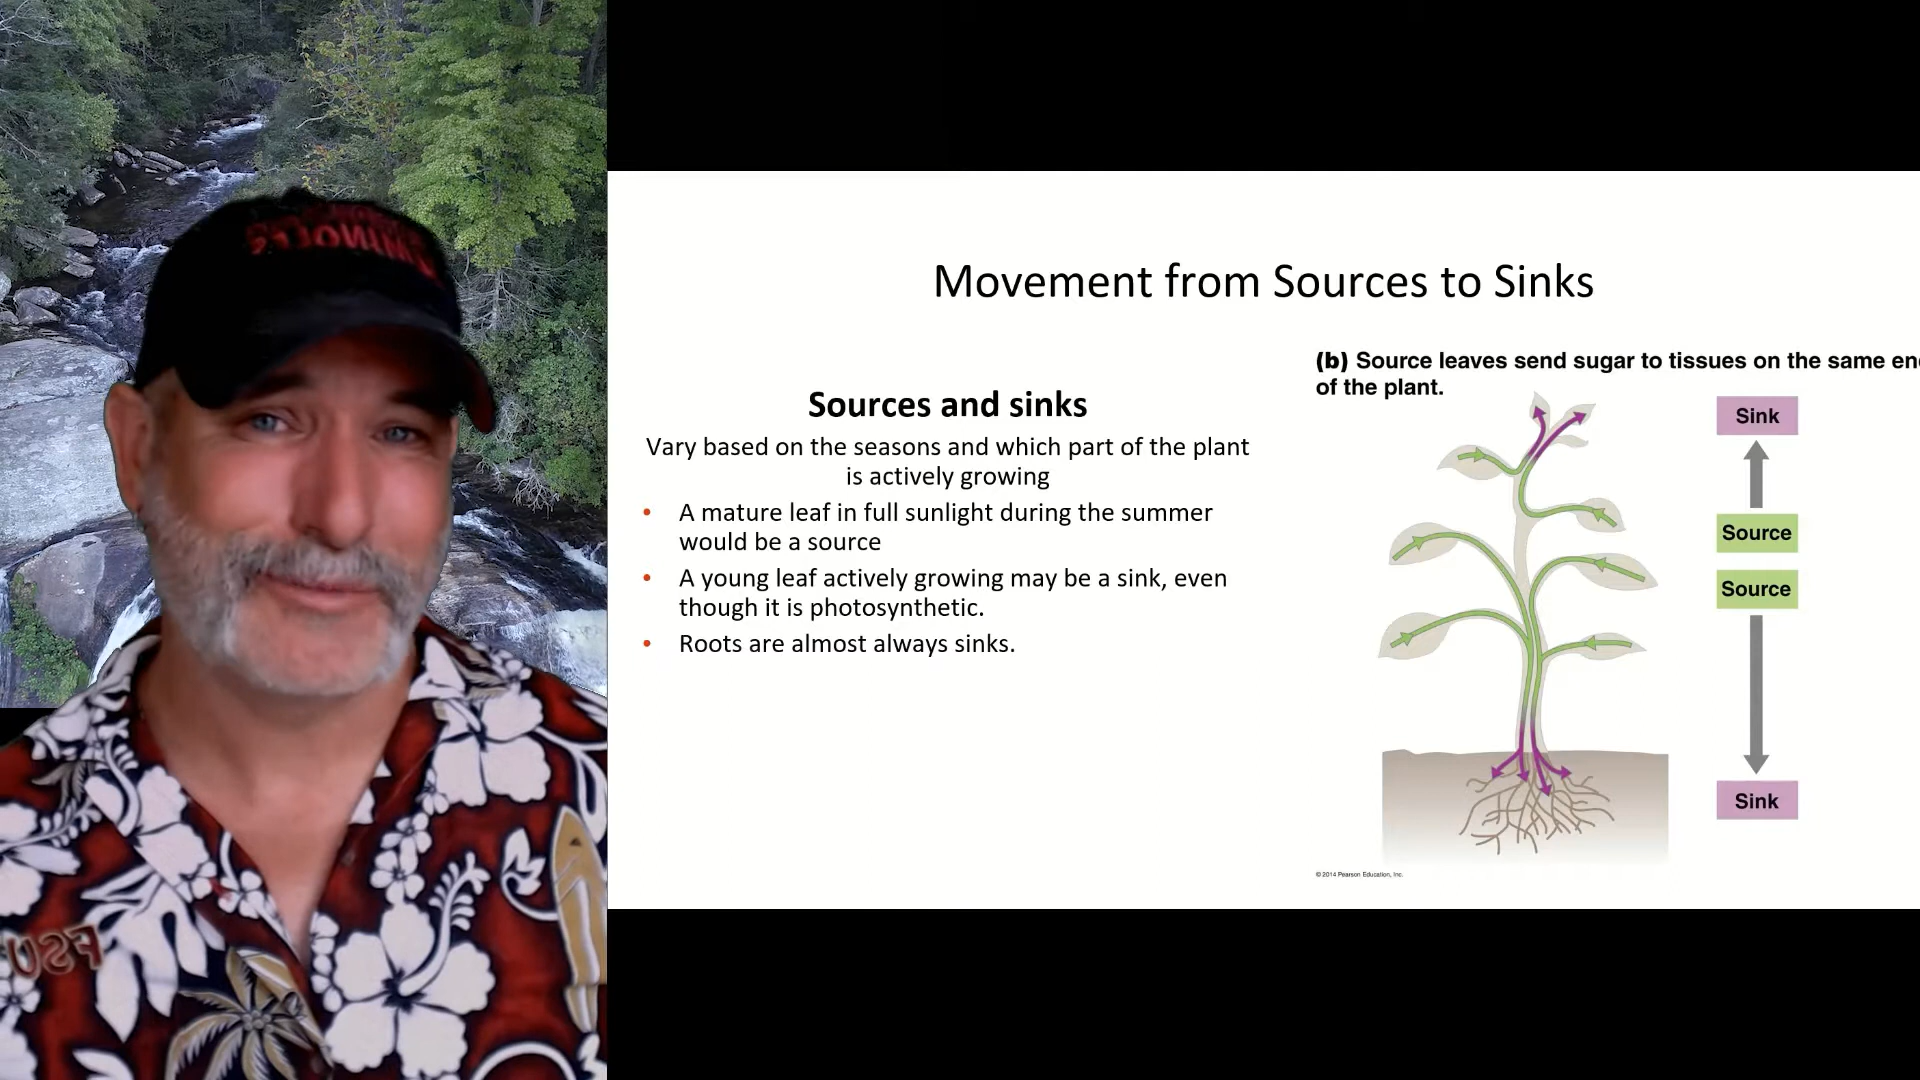 SEMINOLES
FSU
Movement from Sources to Sinks
Sources and sinks
Vary based on the seasons and which part of the plant
is actively growing
• A mature leaf in full sunlight during the summer
would be a source
• A young leaf actively growing may be a sink, even
though it is photosynthetic.
• Roots are almost always sinks.
(b) Source leaves send sugar to tissues on the same en
of the plant.
Sink
Source
Source
Sink
© 2014 Pearson Education, Inc.